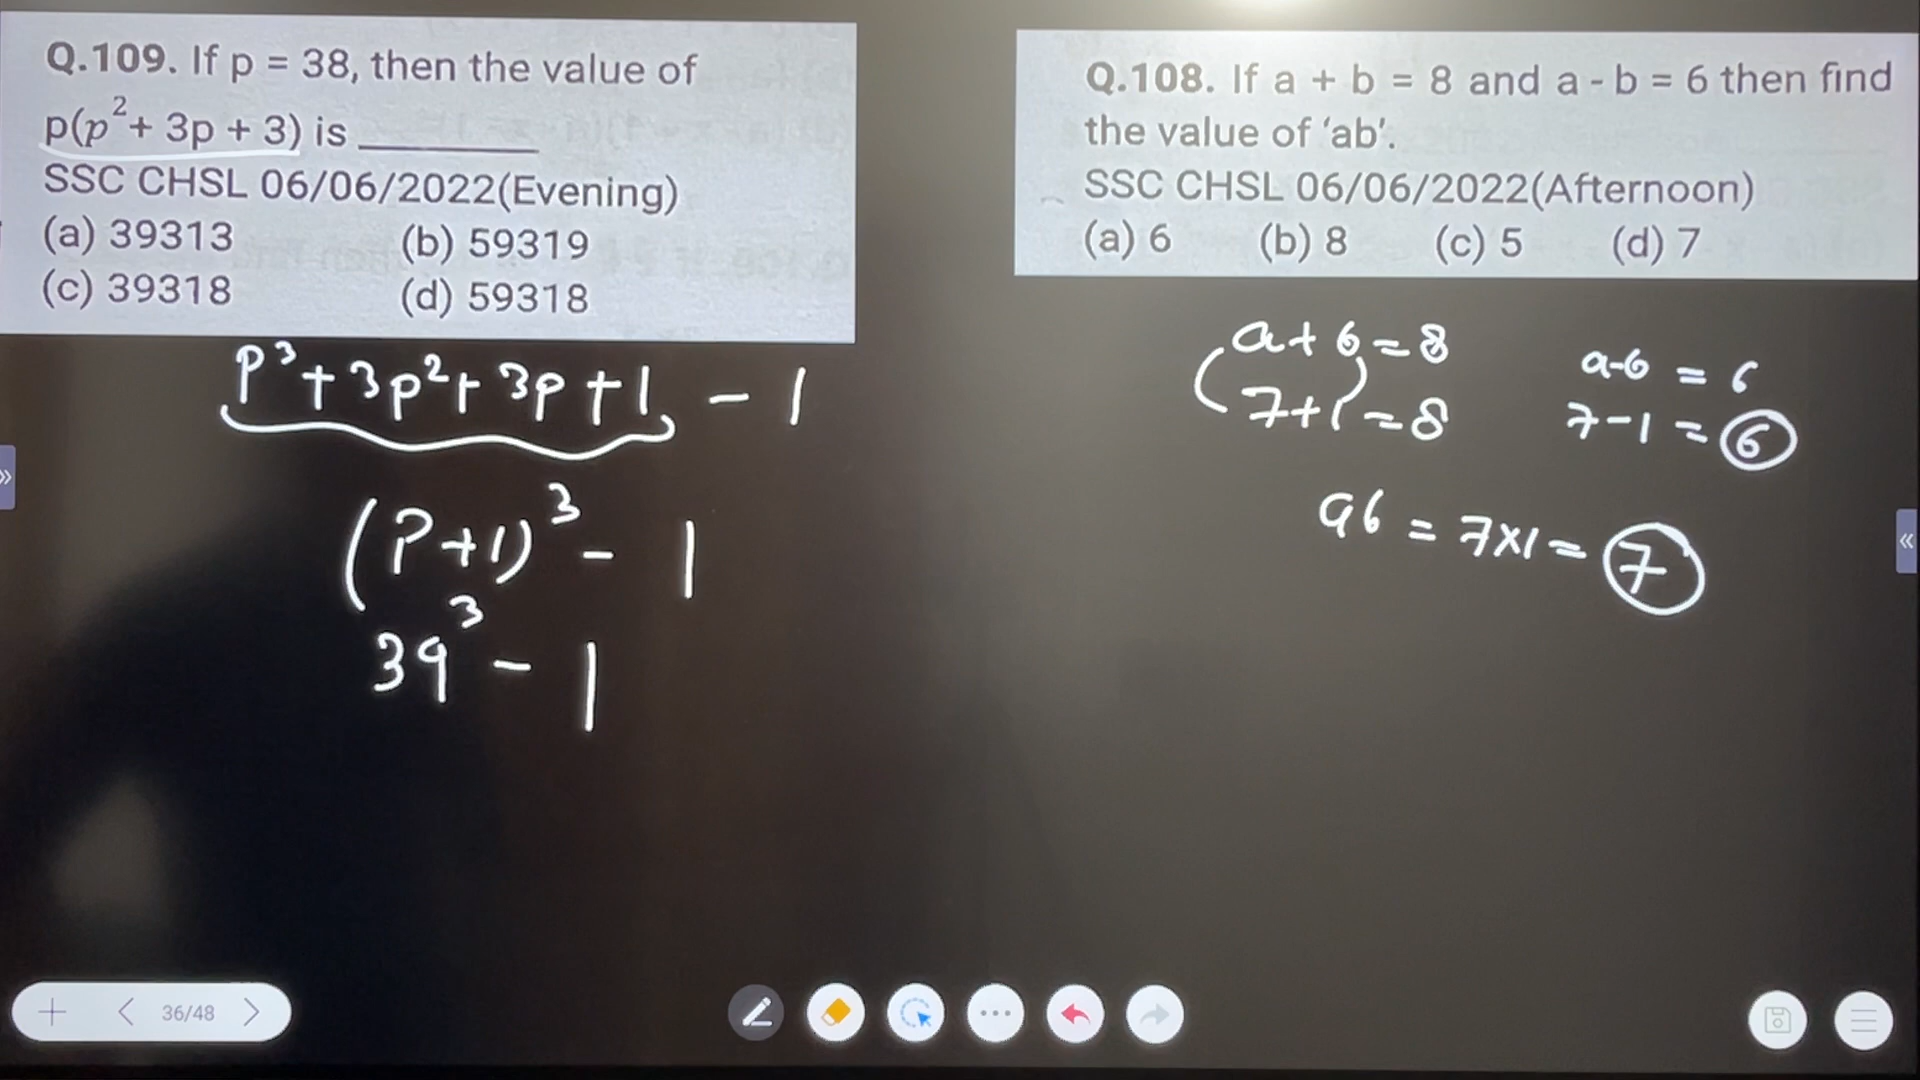 Q.109. If p = 38, then the value of
p(p²+ 3p + 3) is ________
SSC CHSL 06/06/2022(Evening)
(a) 39313 (b) 59319
(c) 39318 (d) 59318
p³+3p²+3p+1 - 1
(P+1)³ - 1
39³ - 1
Q.108. If a + b = 8 and a - b = 6 then find
the value of ‘ab’.
SSC CHSL 06/06/2022(Afternoon)
(a) 6 (b) 8 (c) 5 (d) 7
a+b=8 a-b = 6
7+1=8 7-1=6
ab = 7×1=7
36/48